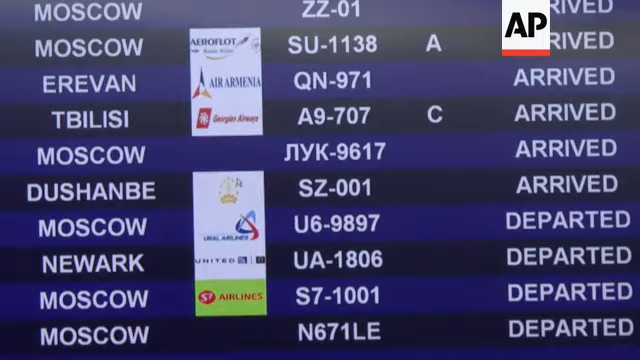 MOSCOW ZZ-01 ARRIVED
AP
MOSCOW AEROFLOT SU-1138 A ARRIVED
EREVAN AIR ARMENIA QN-971 ARRIVED
TBILISI Georgian Airways A9-707 C ARRIVED
MOSCOW ЛУК-9617 ARRIVED
DUSHANBE SZ-001 ARRIVED
MOSCOW URAL AIRLINES U6-9897 DEPARTED
NEWARK UNITED UA-1806 DEPARTED
MOSCOW S7 AIRLINES S7-1001 DEPARTED
MOSCOW N671LE DEPARTED